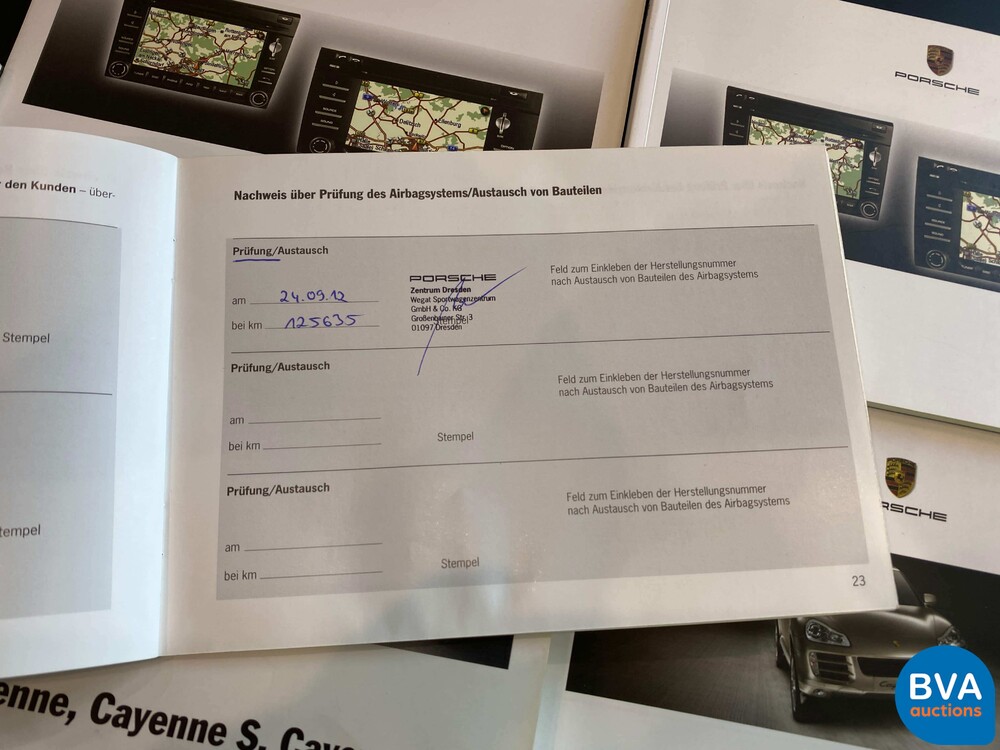 PORSCHE
den Kunden – über-
Stempel
Stempel
Nachweis über Prüfung des Airbagsystems/Austausch von Bauteilen
Prüfung/Austausch
am 24.09.12
bei km 125635
PORSCHE
Zentrum Dresden
Wegat Sportwagenzentrum
GmbH & Co. KG
Großenhainer Str. 3
01097 Dresden
Stempel
Feld zum Einkleben der Herstellungsnummer
nach Austausch von Bauteilen des Airbagsystems
Prüfung/Austausch
am
bei km
Stempel
Feld zum Einkleben der Herstellungsnummer
nach Austausch von Bauteilen des Airbagsystems
Prüfung/Austausch
am
bei km
Stempel
Feld zum Einkleben der Herstellungsnummer
nach Austausch von Bauteilen des Airbagsystems
23
PORSCHE
enne, Cayenne S, Caye
BVA
auctions